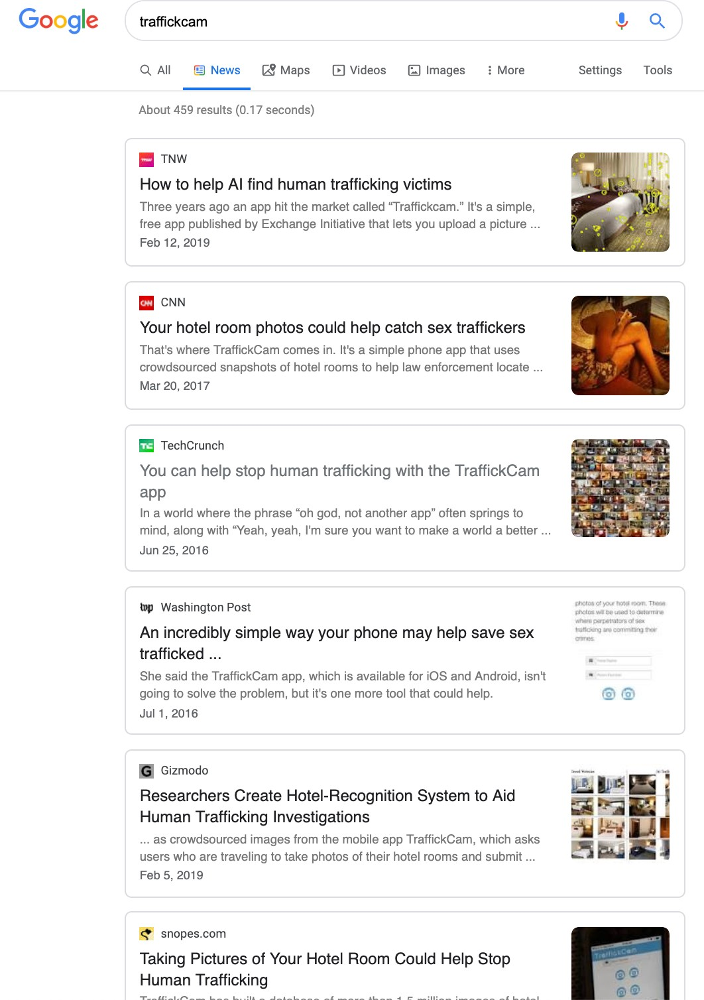 Google
traffickcam
All News Maps Videos Images More Settings Tools
About 459 results (0.17 seconds)
TNW
How to help AI find human trafficking victims
Three years ago an app hit the market called “Traffickcam.” It's a simple,
free app published by Exchange Initiative that lets you upload a picture ...
Feb 12, 2019
CNN
Your hotel room photos could help catch sex traffickers
That's where TraffickCam comes in. It's a simple phone app that uses
crowdsourced snapshots of hotel rooms to help law enforcement locate ...
Mar 20, 2017
TC TechCrunch
You can help stop human trafficking with the TraffickCam
app
In a world where the phrase “oh god, not another app” often springs to
mind, along with “Yeah, yeah, I'm sure you want to make a world a better ...
Jun 25, 2016
wp Washington Post
An incredibly simple way your phone may help save sex
trafficked ...
She said the TraffickCam app, which is available for iOS and Android, isn't
going to solve the problem, but it's one more tool that could help.
Jul 1, 2016
photos of your hotel room. These
photos will be used to determine
where perpetrators of sex
trafficking are committing their
crimes.
G Gizmodo
Researchers Create Hotel-Recognition System to Aid
Human Trafficking Investigations
... as crowdsourced images from the mobile app TraffickCam, which asks
users who are traveling to take photos of their hotel rooms and submit ...
Feb 5, 2019
snopes.com
Taking Pictures of Your Hotel Room Could Help Stop
Human Trafficking
TraffickCam has built a database of more than 1.5 million images of hotel
TraffickCam